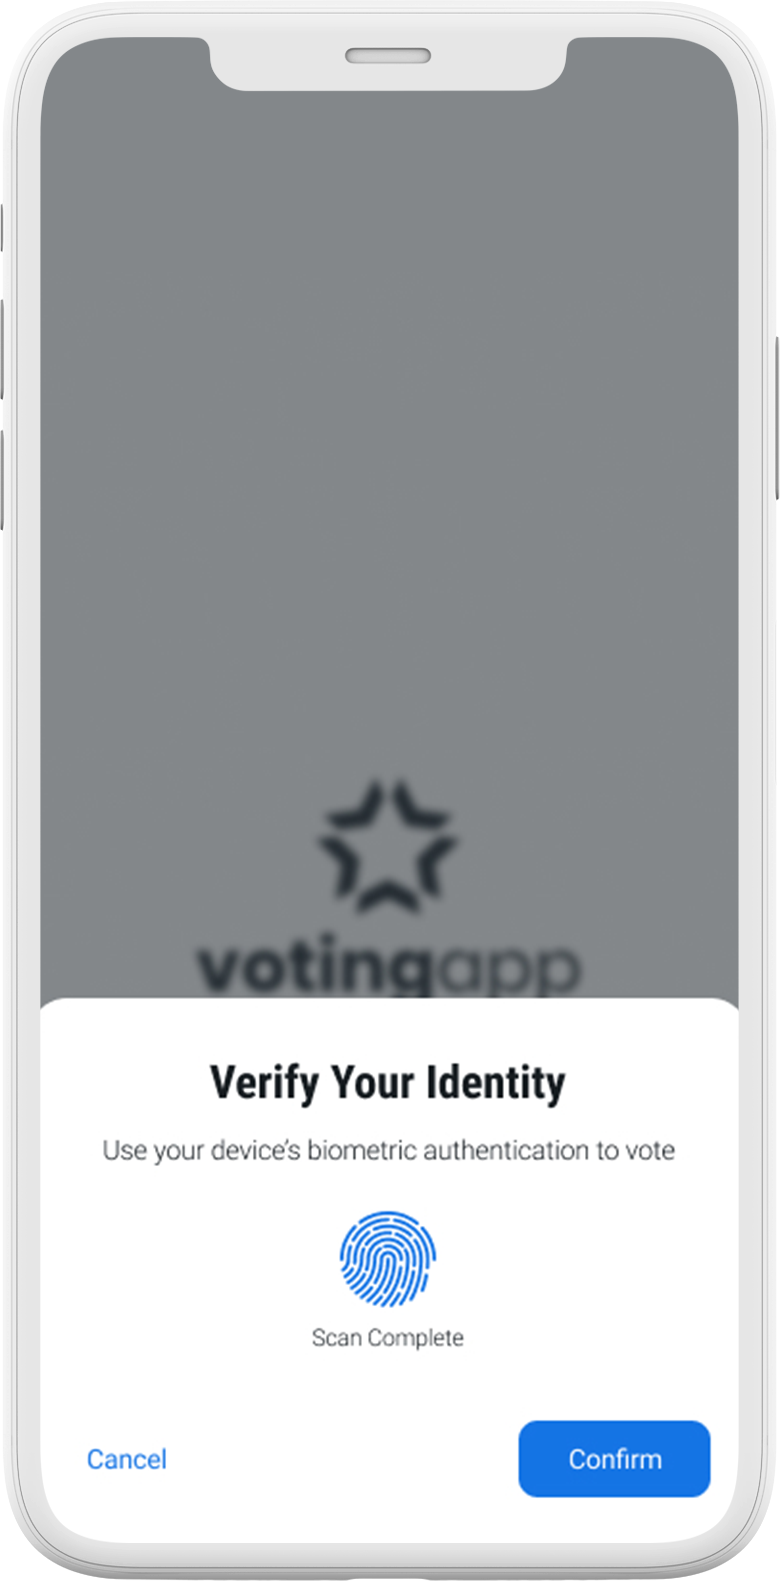 votingapp
Verify Your Identity
Use your device's biometric authentication to vote
Scan Complete
Cancel
Confirm